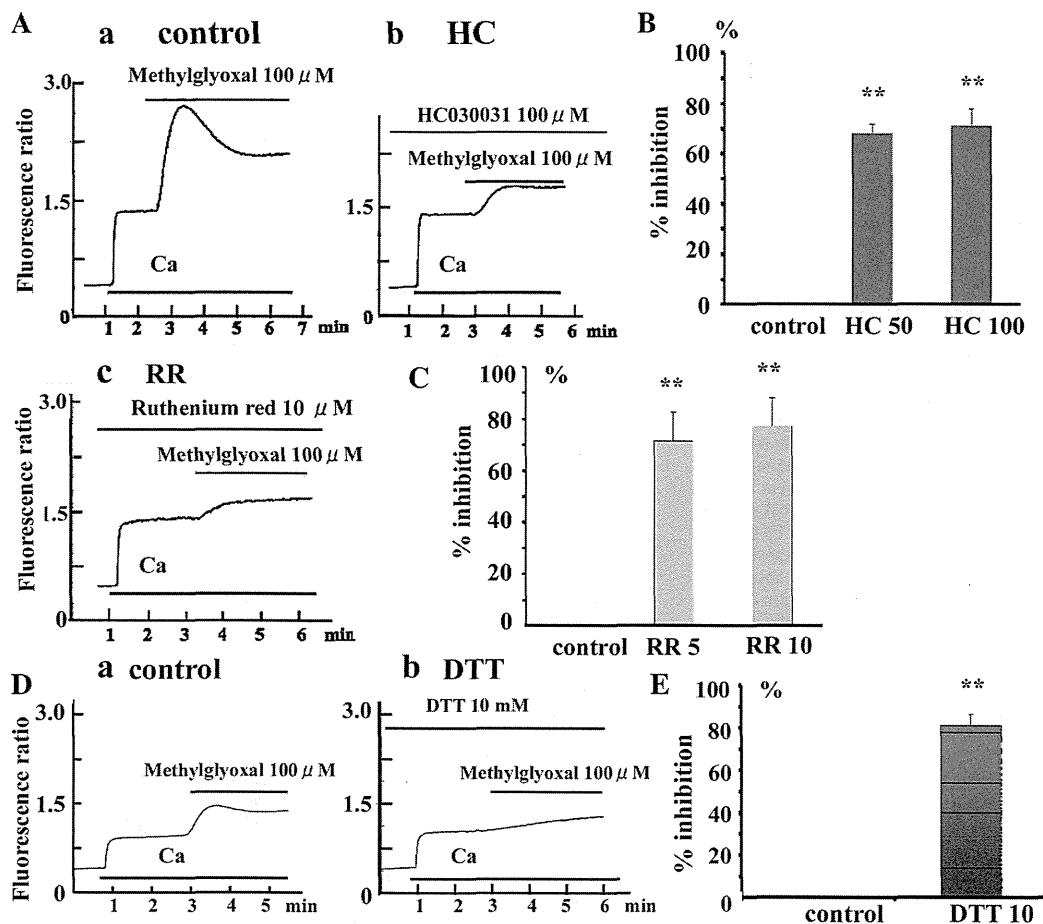 A
a control
Methylglyoxal 100 μ M
3.0
1.5
0
Fluorescence ratio
Ca
1 2 3 4 5 6 7 min
b HC
HC030031 100 μ M
Methylglyoxal 100 μ M
1.5
0
Ca
1 2 3 4 5 6 min
B
%
100
80
60
40
20
0
% inhibition
**
**
control HC 50 HC 100
c RR
Ruthenium red 10 μ M
Methylglyoxal 100 μ M
3.0
1.5
0
Fluorescence ratio
Ca
1 2 3 4 5 6 min
C
%
100
80
60
40
20
0
% inhibition
**
**
control RR 5 RR 10
D
a control
Methylglyoxal 100 μ M
3.0
1.5
0
Fluorescence ratio
Ca
1 2 3 4 5 min
b DTT
DTT 10 mM
Methylglyoxal 100 μ M
3.0
1.5
0
Ca
1 2 3 4 5 6 min
E
%
100
80
60
40
20
0
% inhibition
**
control DTT 10